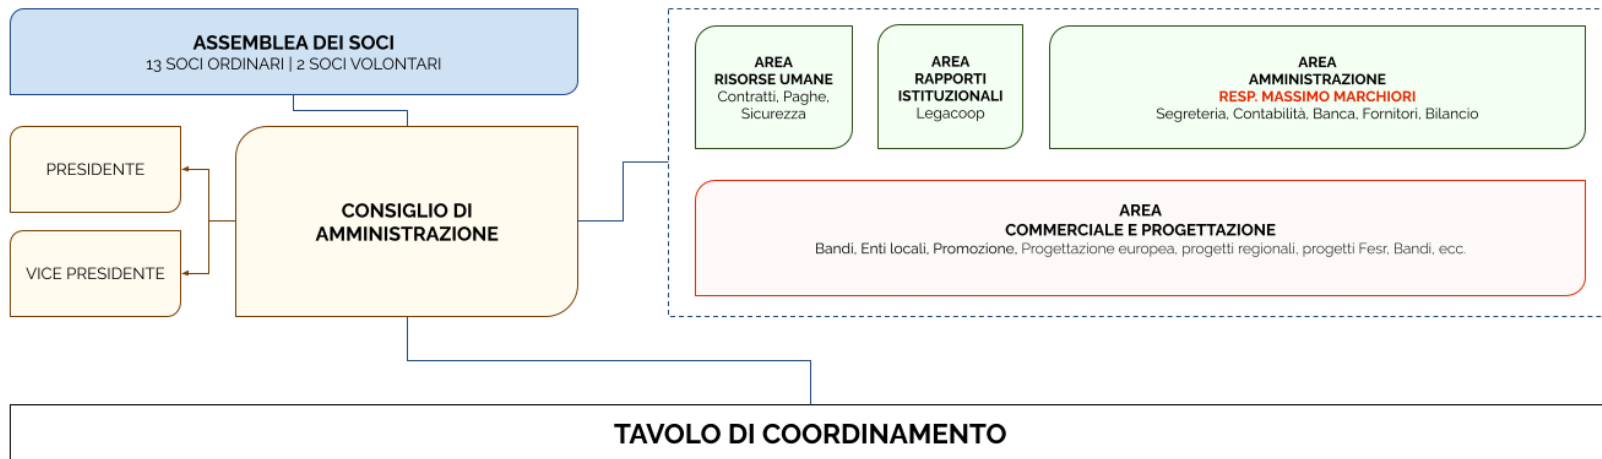 ASSEMBLEA DEI SOCI
13 SOCI ORDINARI | 2 SOCI VOLONTARI
PRESIDENTE
VICE PRESIDENTE
CONSIGLIO DI
AMMINISTRAZIONE
AREA
RISORSE UMANE
Contratti, Paghe,
Sicurezza
AREA
RAPPORTI
ISTITUZIONALI
Legacoop
AREA
AMMINISTRAZIONE
RESP. MASSIMO MARCHIORI
Segreteria, Contabilità, Banca, Fornitori, Bilancio
AREA
COMMERCIALE E PROGETTAZIONE
Bandi, Enti locali, Promozione, Progettazione europea, progetti regionali, progetti Fesr, Bandi, ecc.
TAVOLO DI COORDINAMENTO